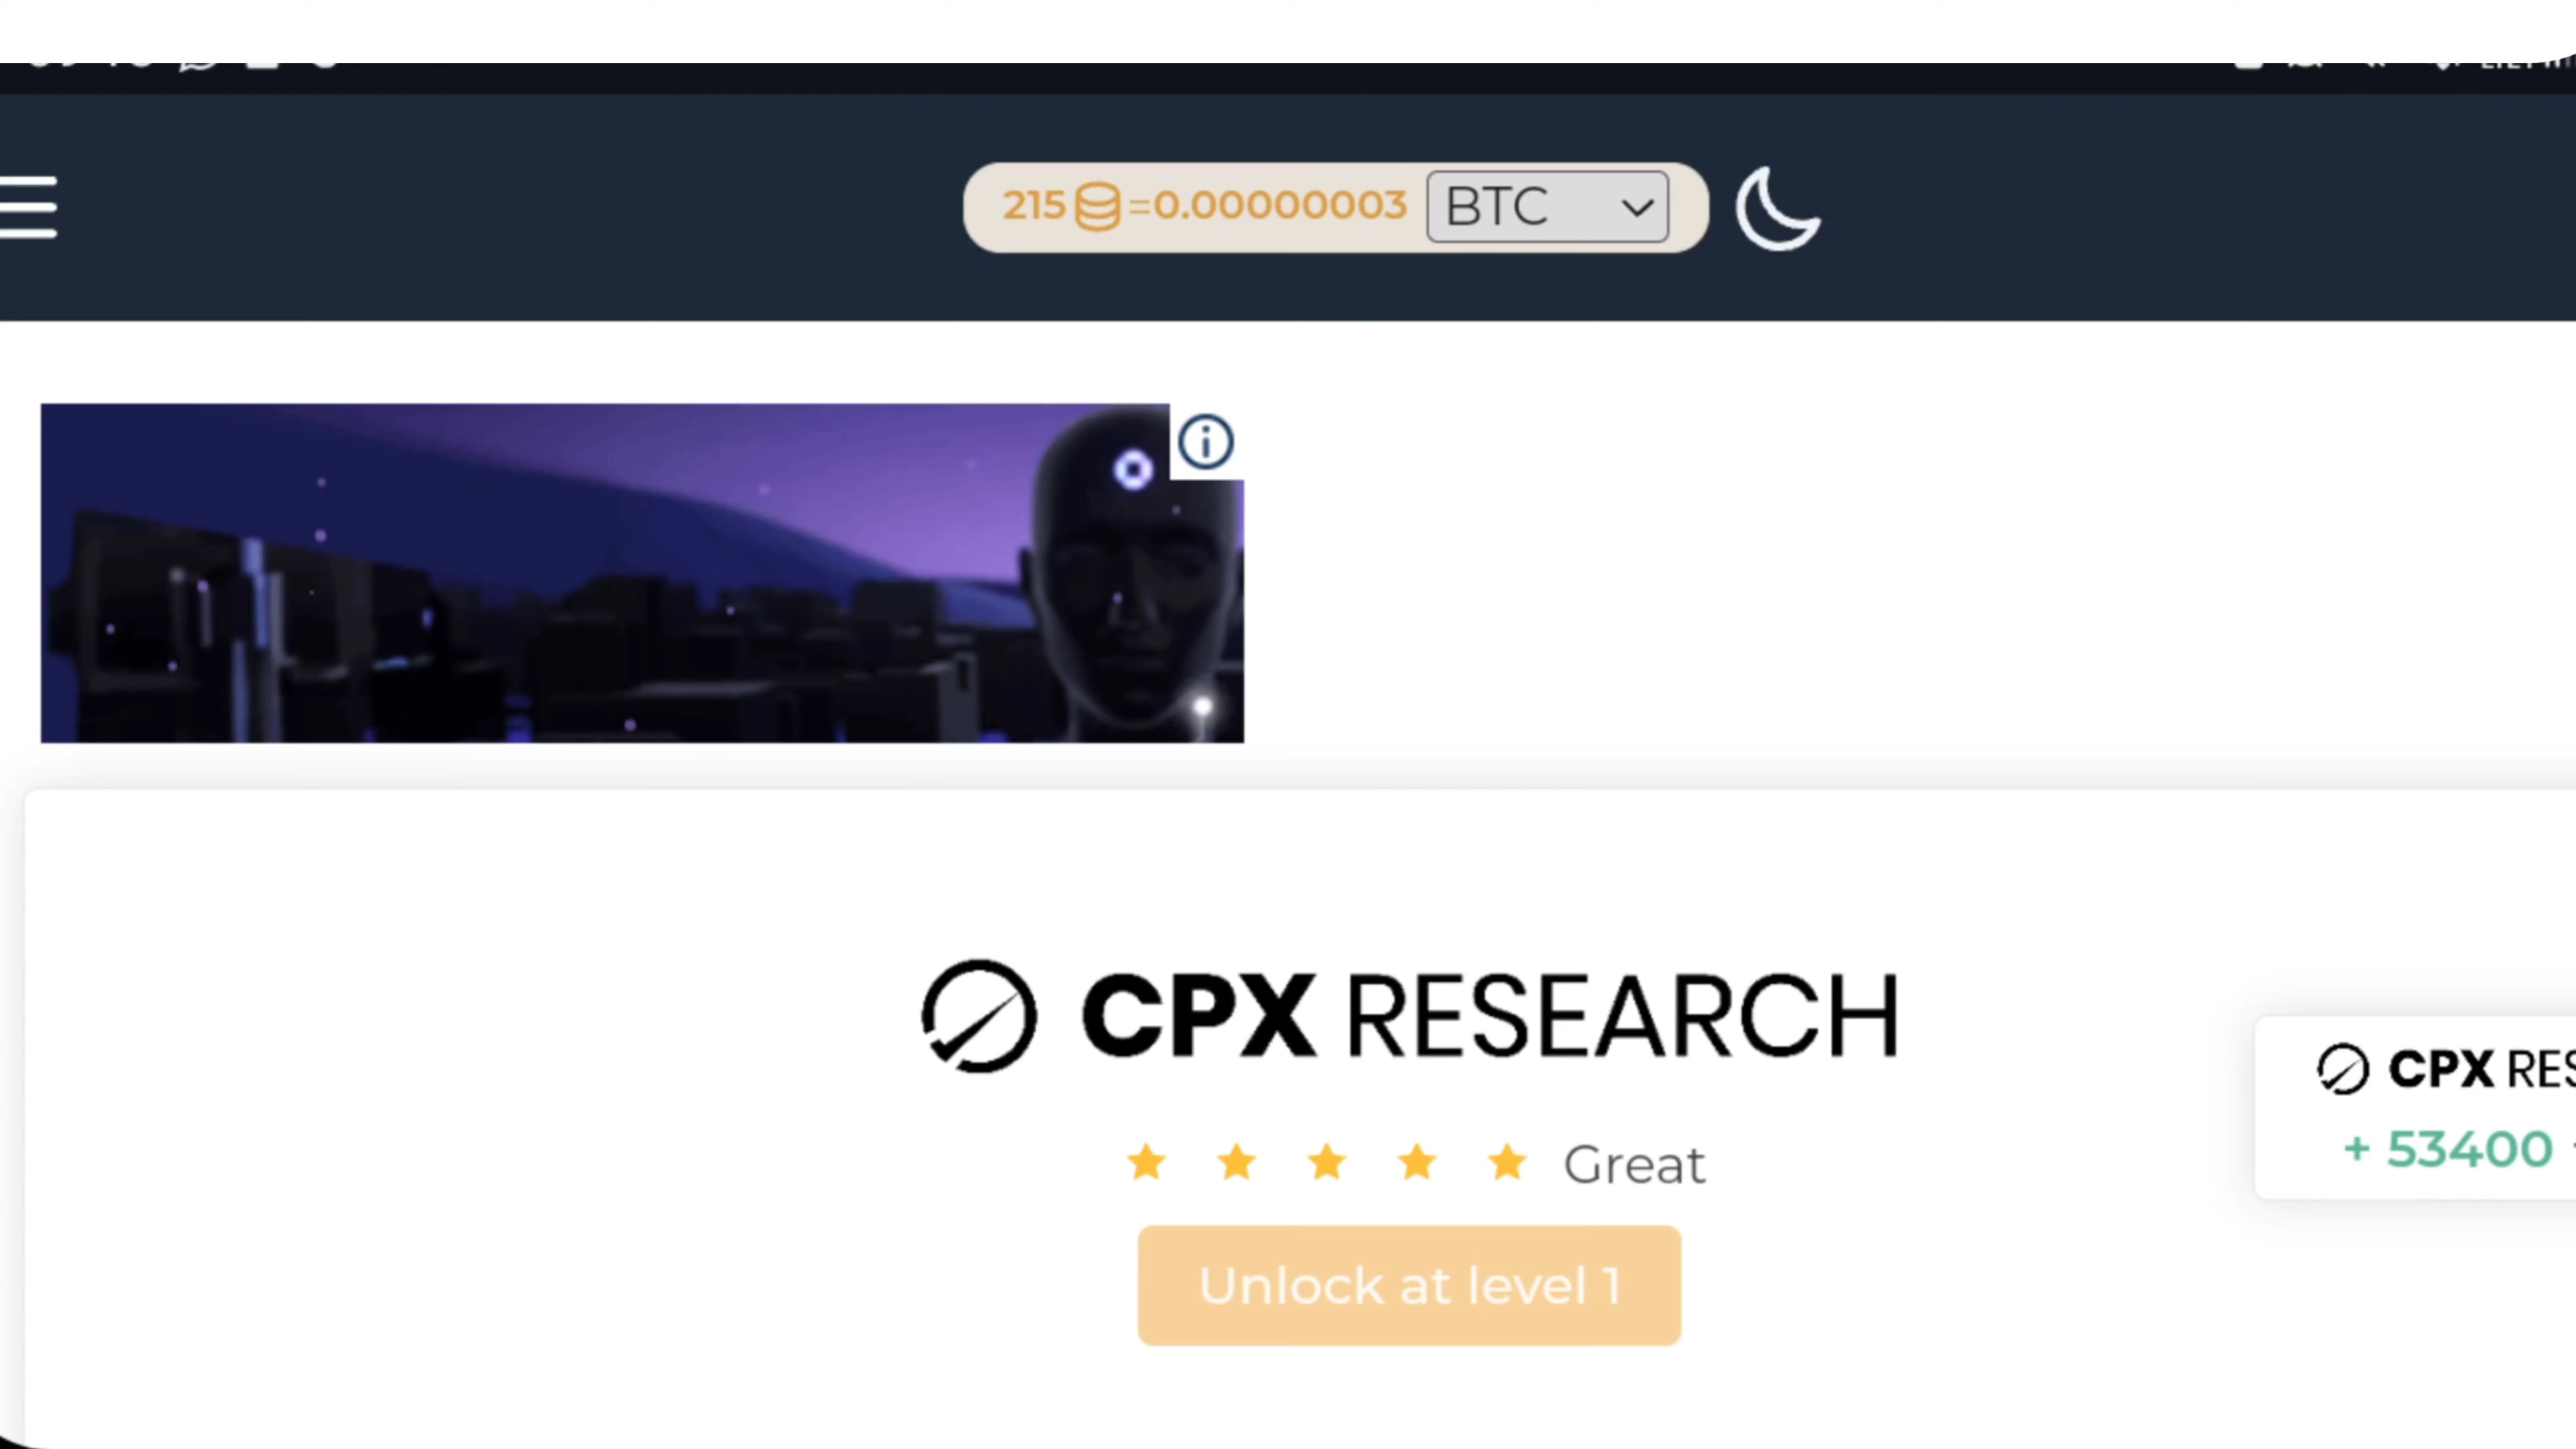 215 =0.00000003 BTC
CPX RESEARCH
Great
Unlock at level 1
CPX RES
+ 53400